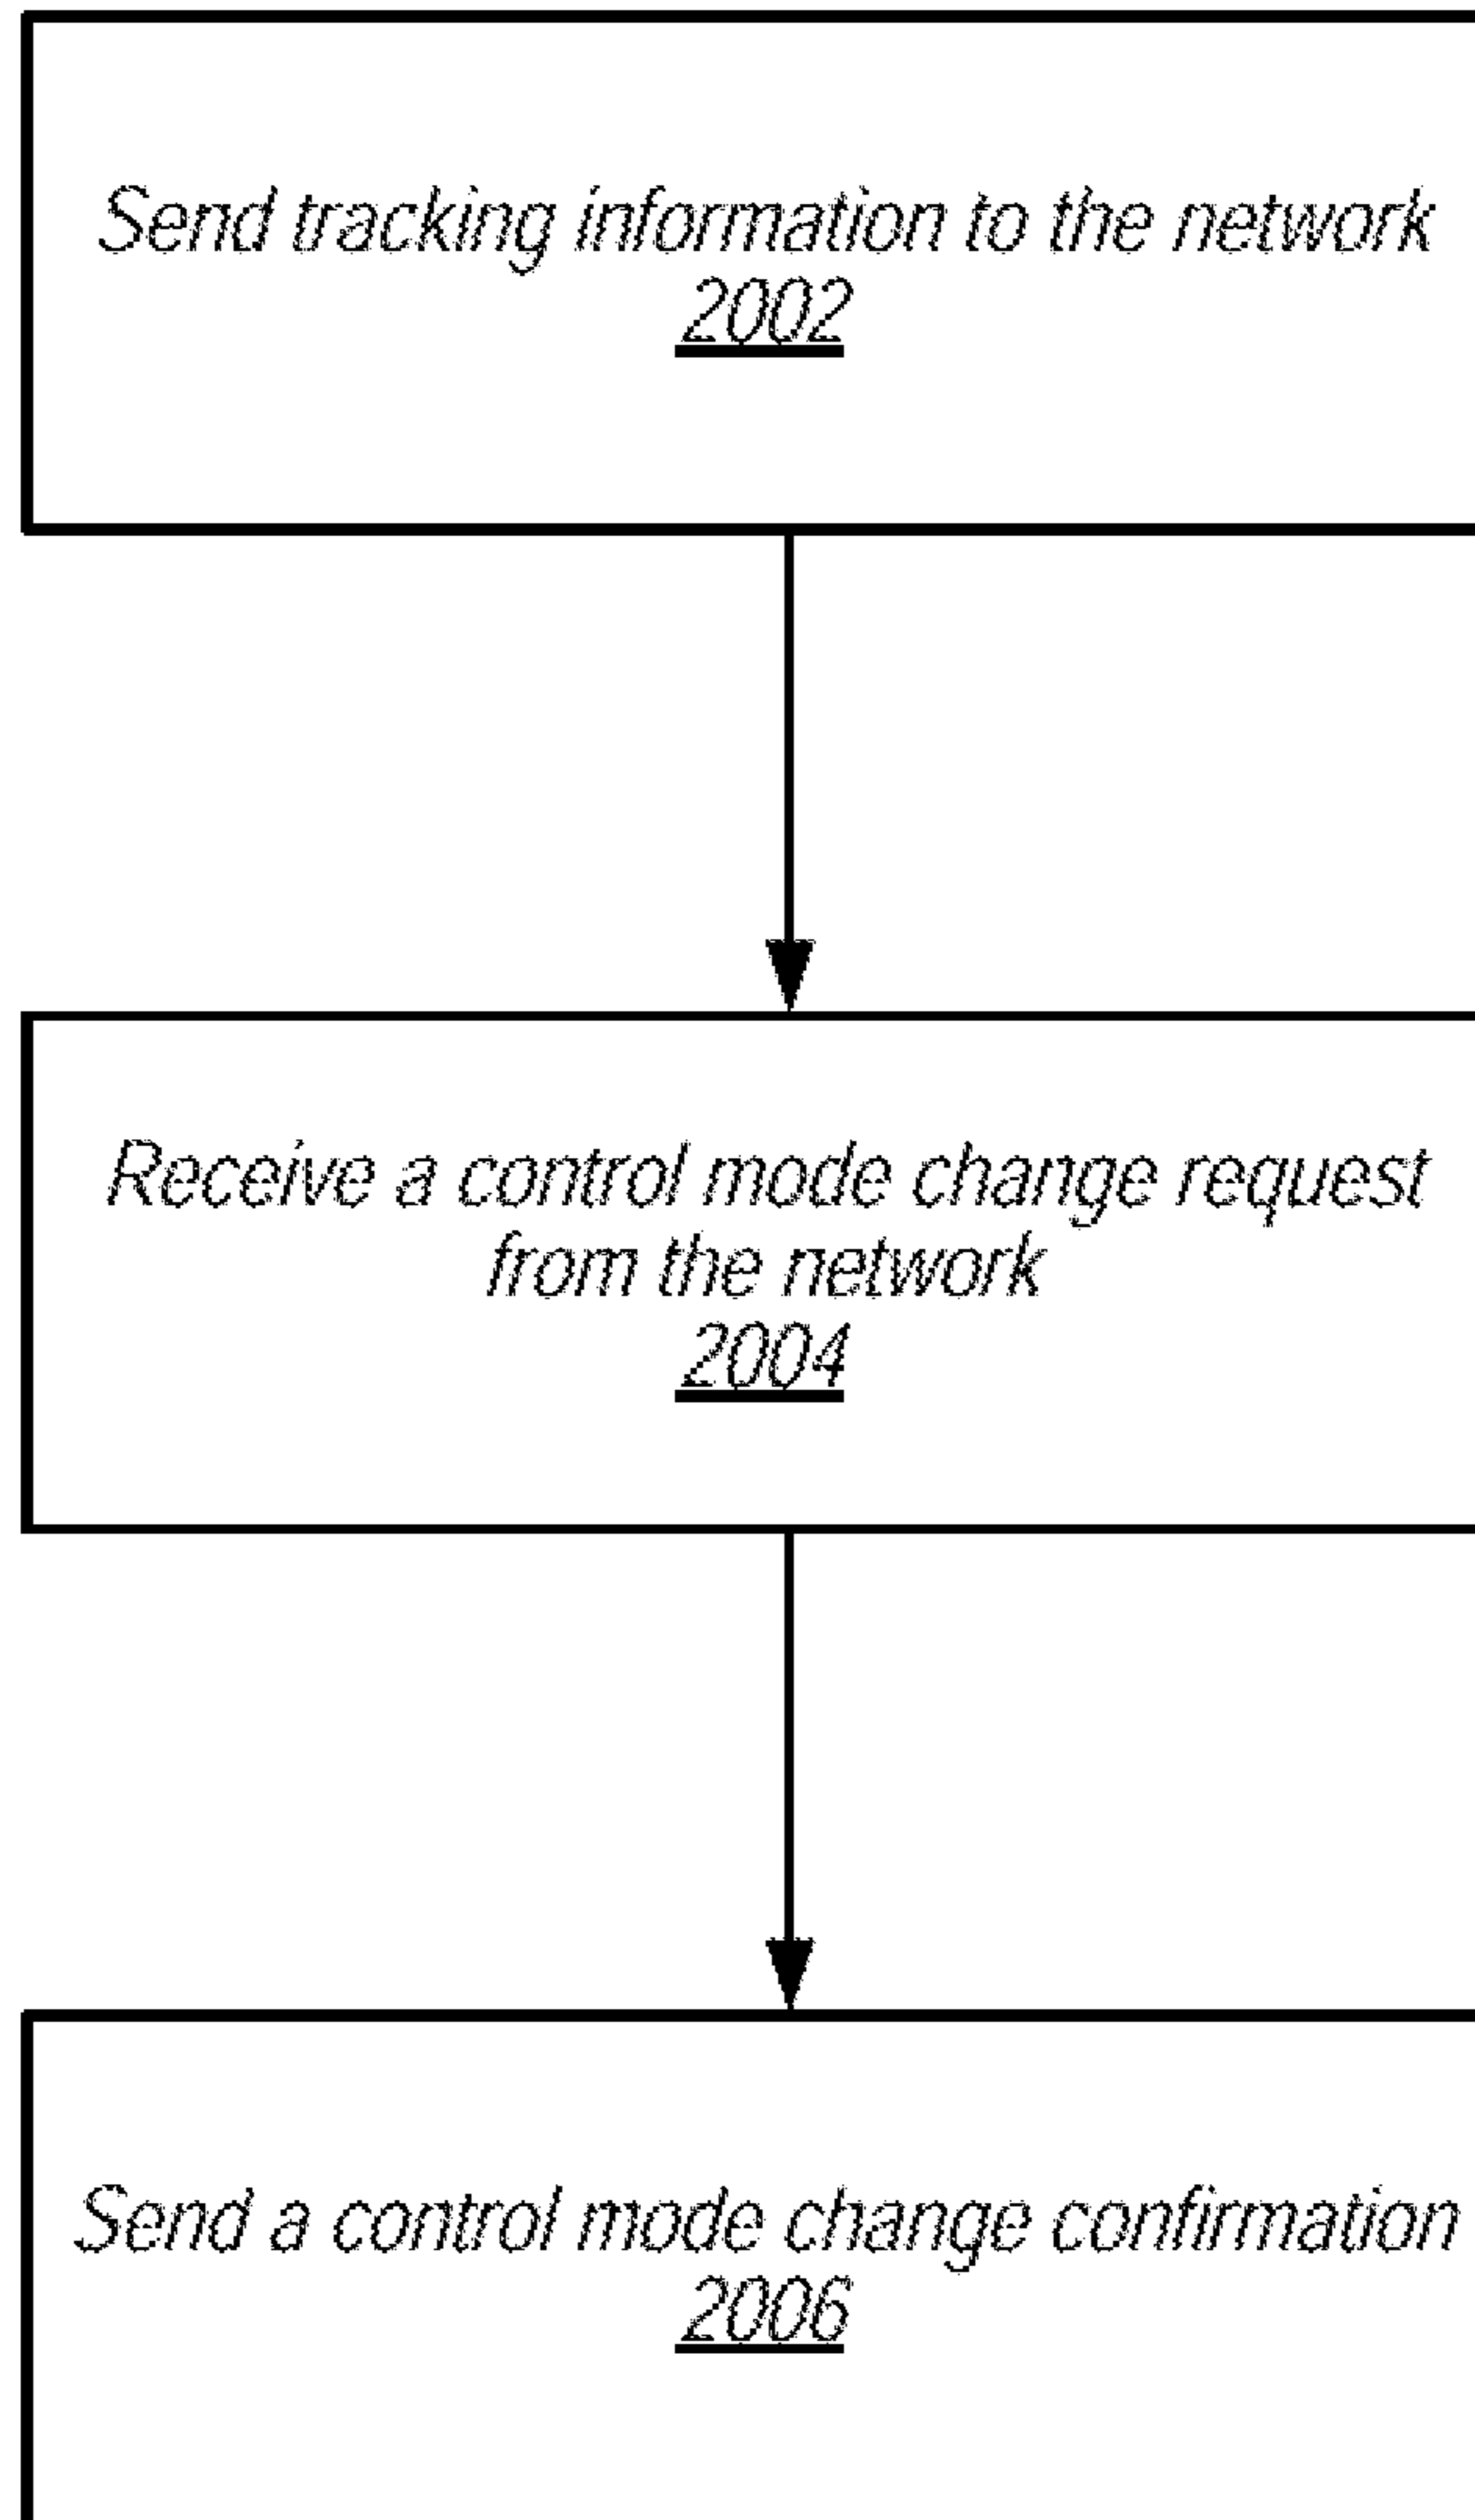 Send tracking information to the network
2002
Receive a control mode change request
from the network
2004
Send a control mode change confirmation
2006